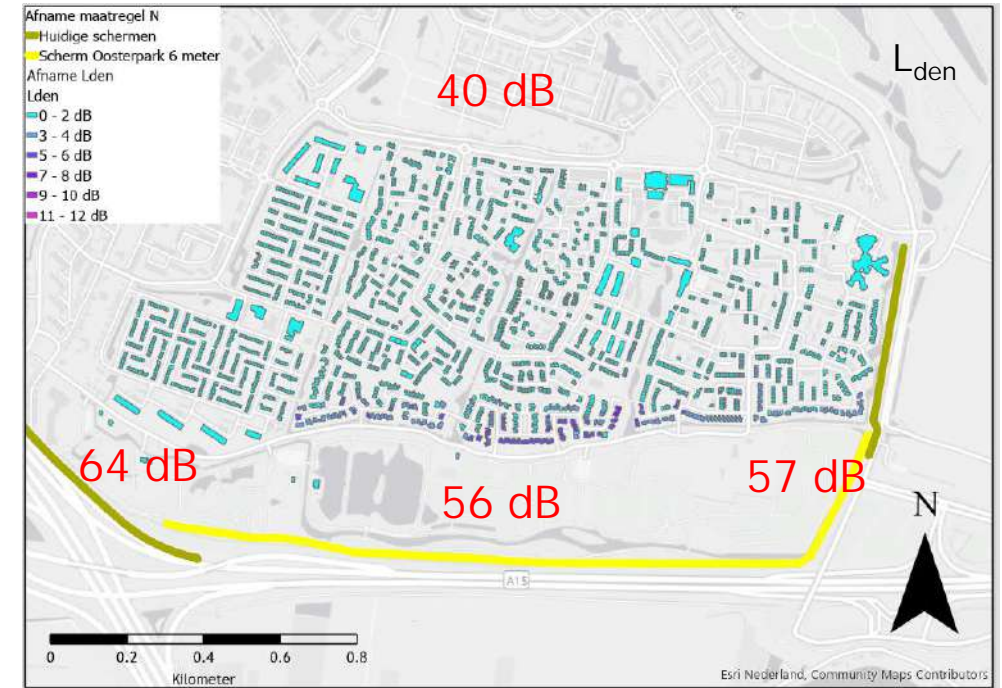 Afname maatregel N
Huidige schermen
Scherm Oosterpark 6 meter
Afname Lden
Lden
0 - 2 dB
3 - 4 dB
5 - 6 dB
7 - 8 dB
9 - 10 dB
11 - 12 dB
Lden
40 dB
64 dB
56 dB
57 dB
N
A15
0 0.2 0.4 0.6 0.8
Kilometer
Esri Nederland, Community Maps Contributors